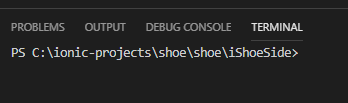 PROBLEMS OUTPUT DEBUG CONSOLE TERMINAL
PS C:\ionic-projects\shoe\shoe\iShoeSide>